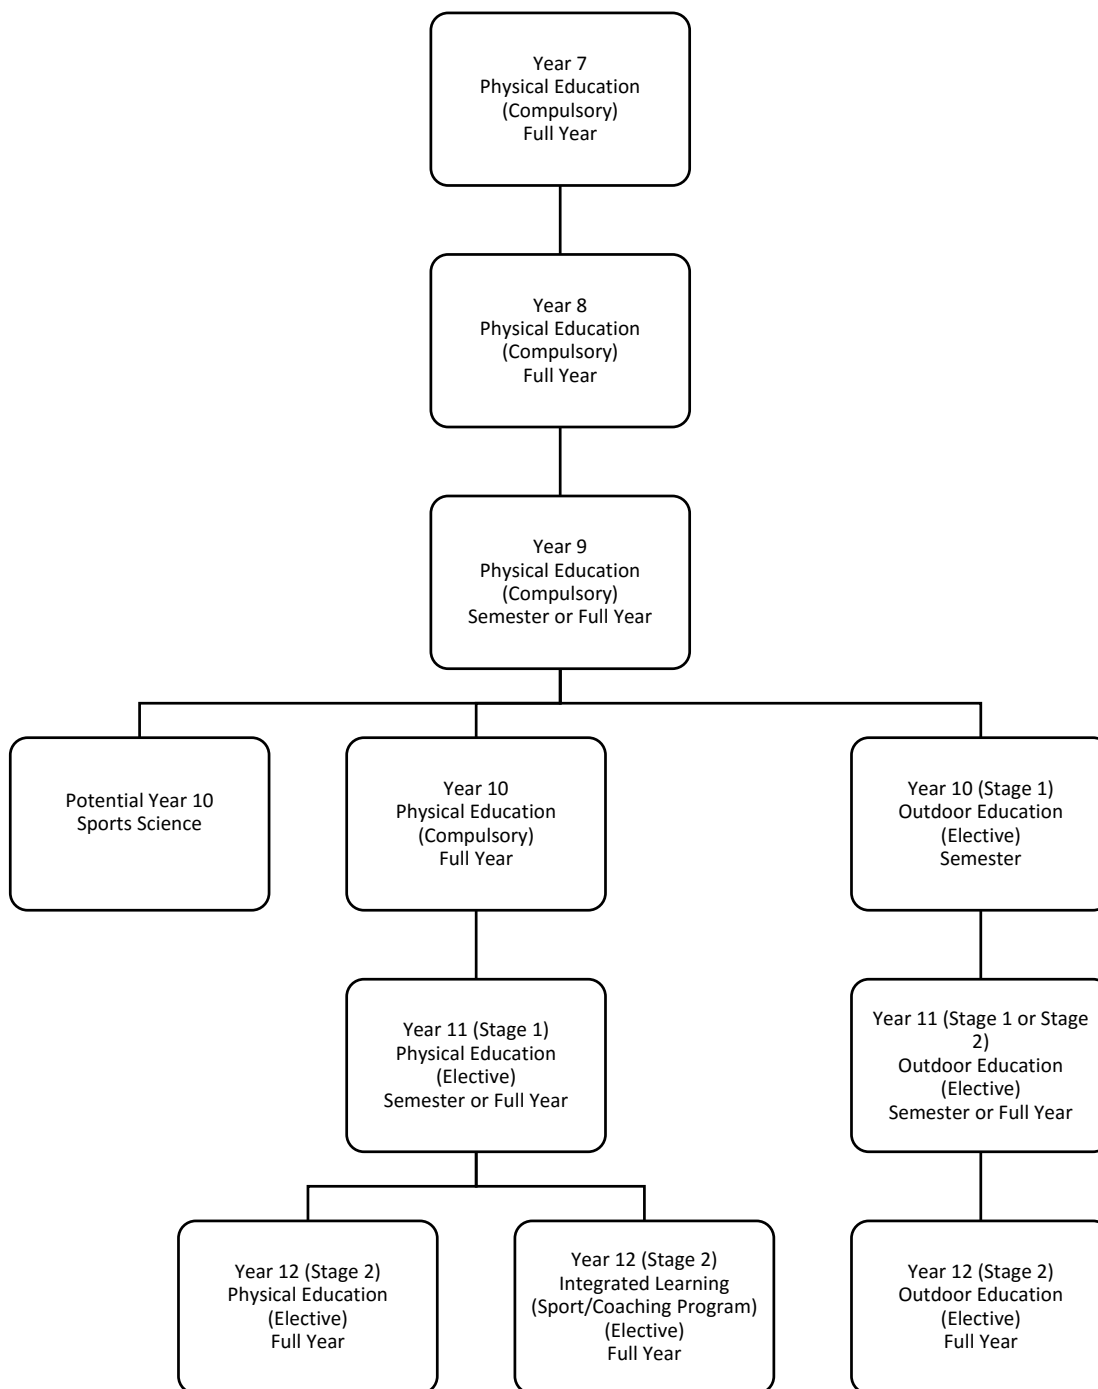 Year 7
Physical Education
(Compulsory)
Full Year
Year 8
Physical Education
(Compulsory)
Full Year
Year 9
Physical Education
(Compulsory)
Semester or Full Year
Potential Year 10
Sports Science
Year 10
Physical Education
(Compulsory)
Full Year
Year 10 (Stage 1)
Outdoor Education
(Elective)
Semester
Year 11 (Stage 1)
Physical Education
(Elective)
Semester or Full Year
Year 11 (Stage 1 or Stage
2)
Outdoor Education
(Elective)
Semester or Full Year
Year 12 (Stage 2)
Physical Education
(Elective)
Full Year
Year 12 (Stage 2)
Integrated Learning
(Sport/Coaching Program)
(Elective)
Full Year
Year 12 (Stage 2)
Outdoor Education
(Elective)
Full Year